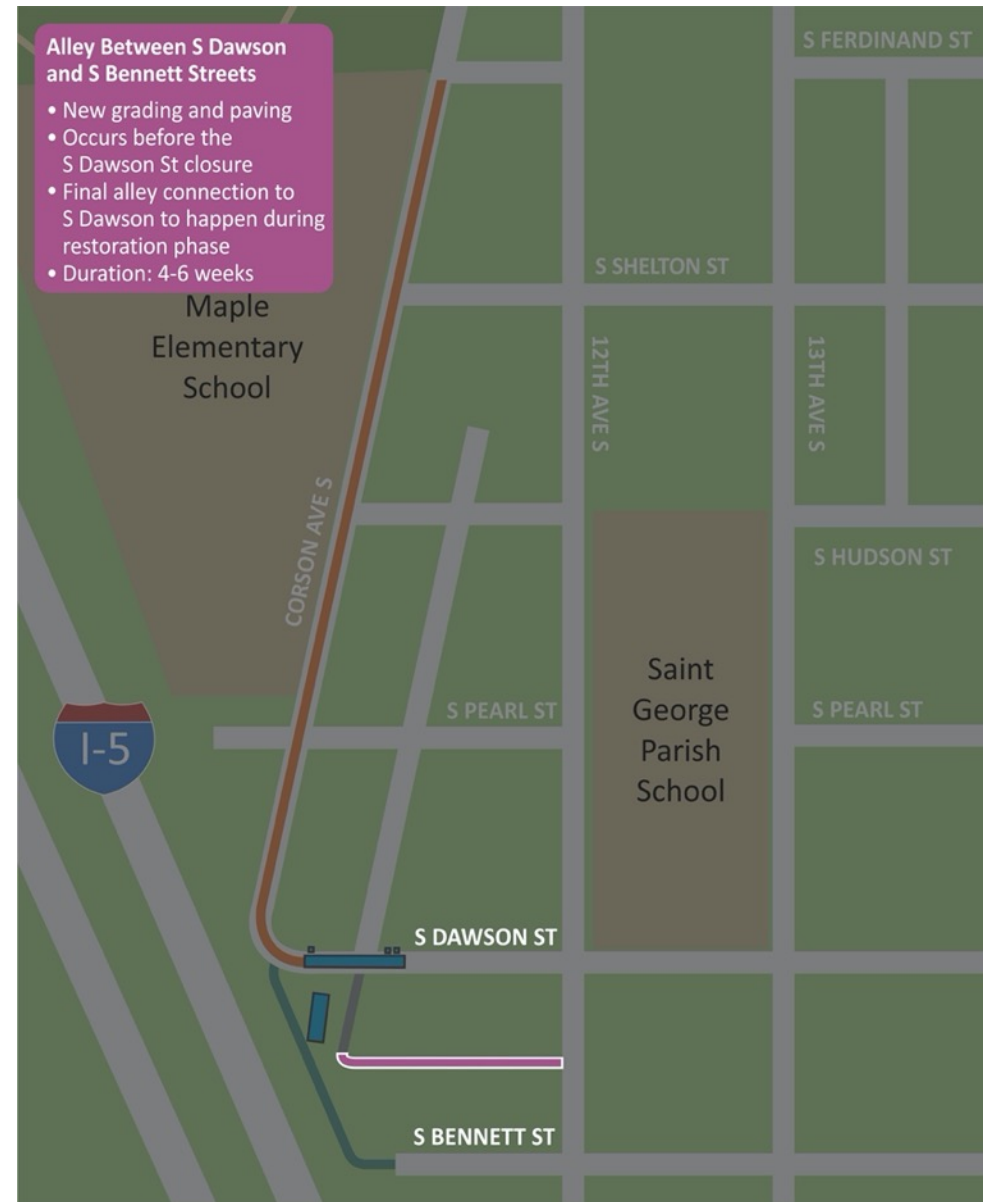 Alley Between S Dawson
and S Bennett Streets
• New grading and paving
• Occurs before the
S Dawson St closure
• Final alley connection to
S Dawson to happen during
restoration phase
• Duration: 4-6 weeks
S FERDINAND ST
S SHELTON ST
Maple
Elementary
School
12TH AVE S
13TH AVE S
CORSON AVE S
S HUDSON ST
Saint
George
Parish
School
S PEARL ST
S PEARL ST
I-5
S DAWSON ST
S BENNETT ST